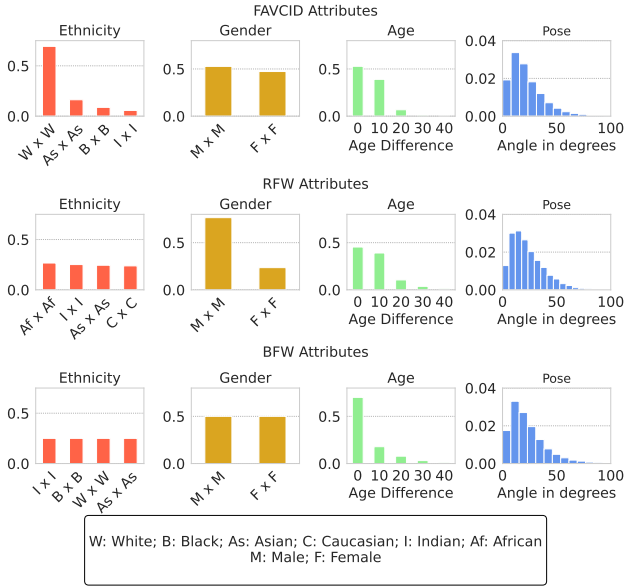 FAVCID Attributes
Ethnicity Gender Age Pose
0.5 0.5 0.5 0.04
0.02
0.0 0.0 0.0 0.00
W x W As x As B x B I x I M x M F x F 0 10 20 30 40 0 50 100
Age Difference Angle in degrees
RFW Attributes
Ethnicity Gender Age Pose
0.5 0.5 0.5 0.04
0.02
0.0 0.0 0.0 0.00
Af x Af I x I As x As C x C M x M F x F 0 10 20 30 40 0 50 100
Age Difference Angle in degrees
BFW Attributes
Ethnicity Gender Age Pose
0.5 0.5 0.5 0.04
0.02
0.0 0.0 0.0 0.00
I x I B x B W x W As x As M x M F x F 0 10 20 30 40 0 50 100
Age Difference Angle in degrees
W: White; B: Black; As: Asian; C: Caucasian; I: Indian; Af: African
M: Male; F: Female